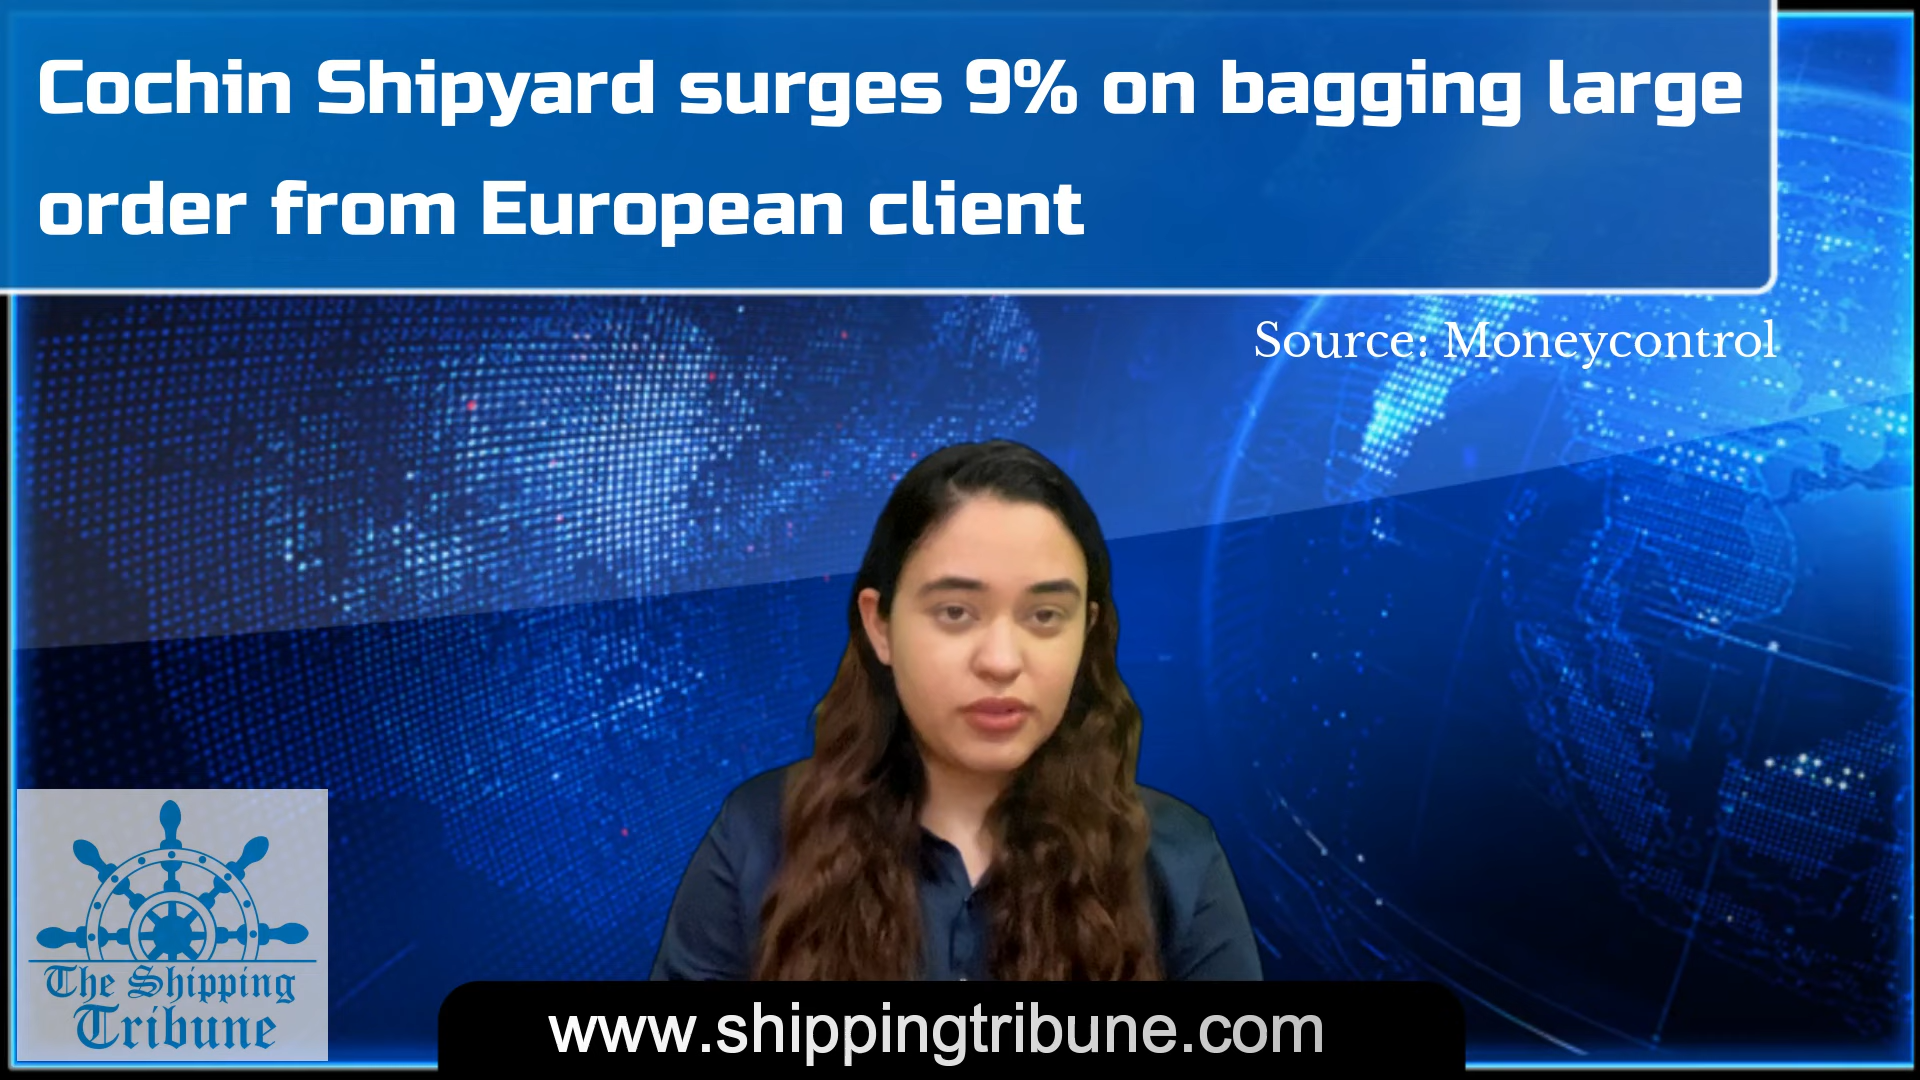 Cochin Shipyard surges 9% on bagging large
order from European client
Source: Moneycontrol
The Shipping
Tribune
www.shippingtribune.com